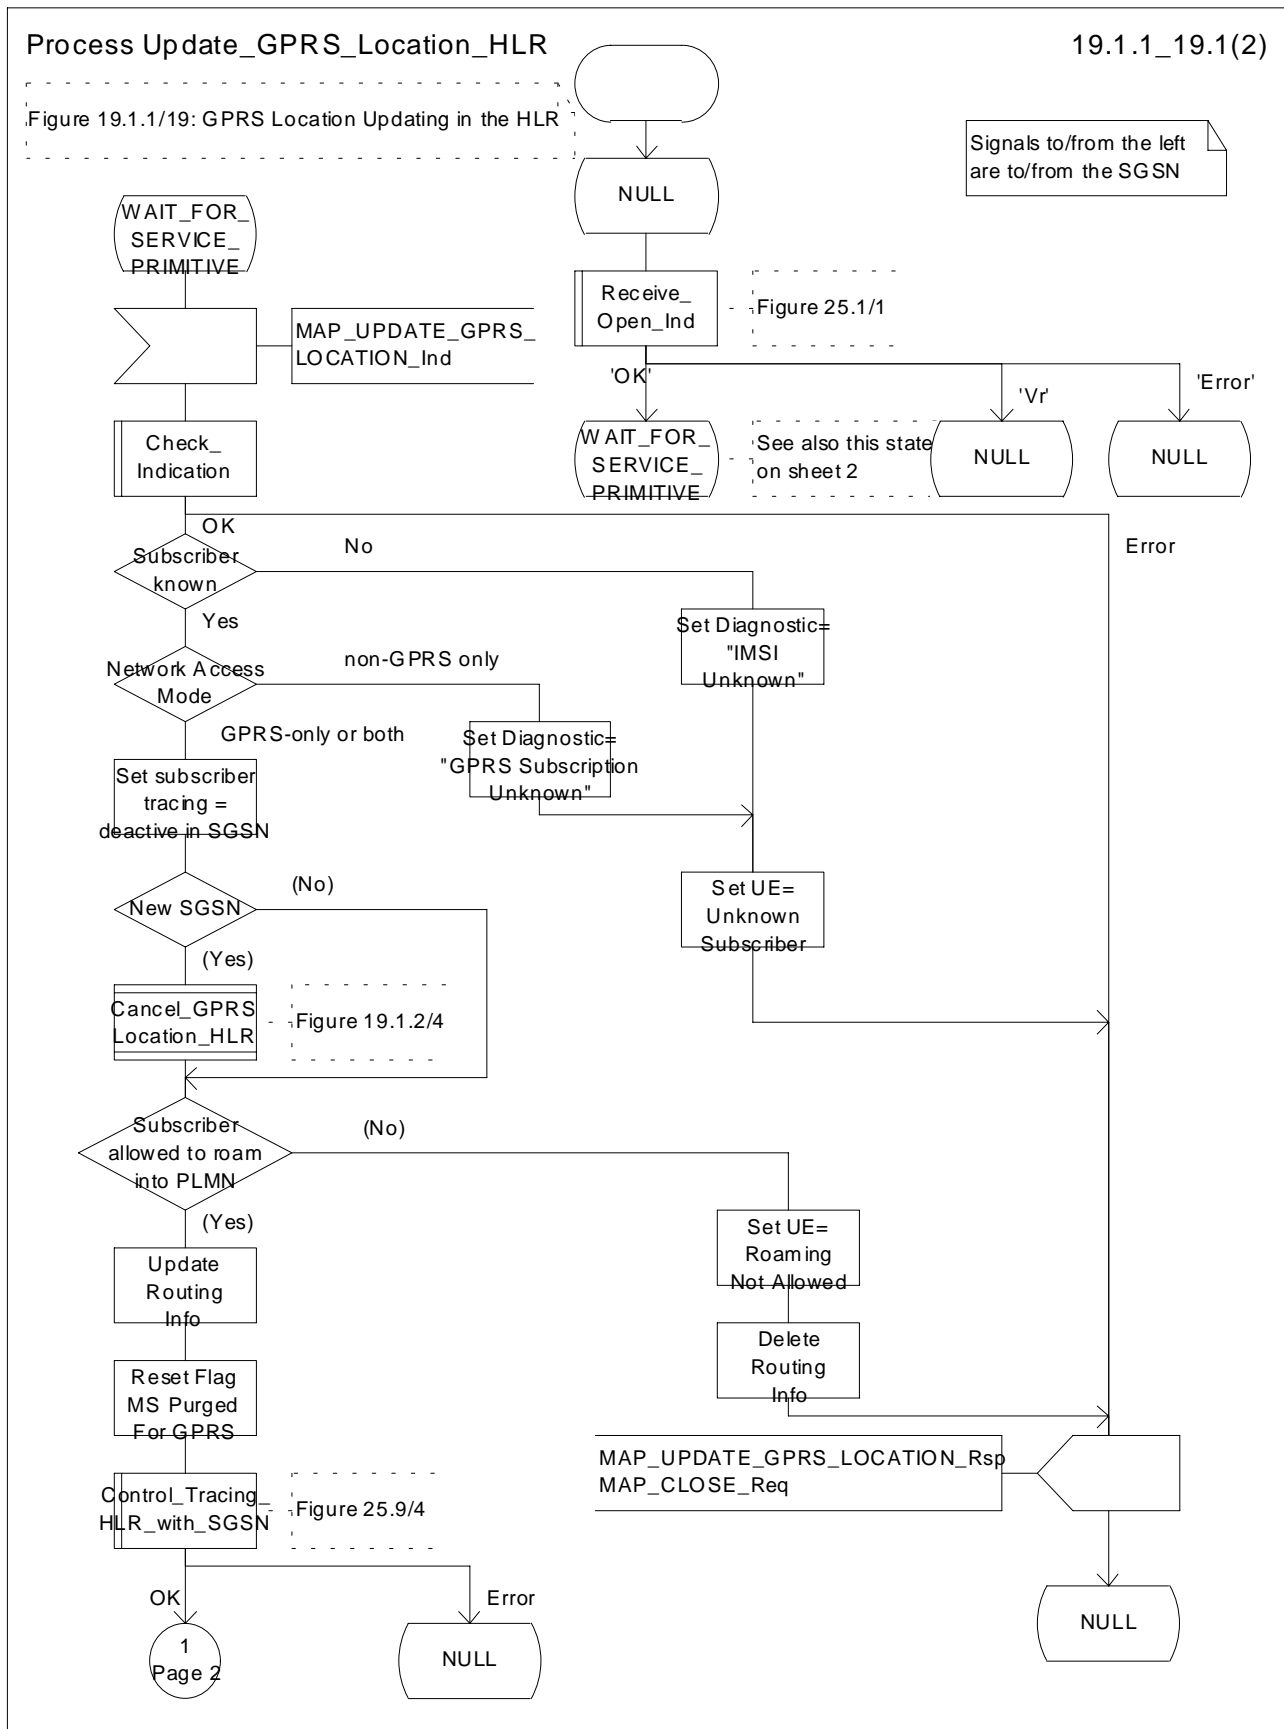 Process Update_GPRS_Location_HLR
19.1.1_19.1(2)
Figure 19.1.1/19: GPRS Location Updating in the HLR
Signals to/from the left
are to/from the SGSN
NULL
WAIT_FOR_
SERVICE_
PRIMITIVE
Receive_
Open_Ind
Figure 25.1/1
MAP_UPDATE_GPRS_
LOCATION_Ind
'OK'
'Vr'
'Error'
Check_
Indication
WAIT_FOR_
SERVICE_
PRIMITIVE
See also this state
on sheet 2
NULL
NULL
OK
Error
Subscriber
known
No
Yes
Set Diagnostic=
"IMSI
Unknown"
Network Access
Mode
non-GPRS only
GPRS-only or both
Set Diagnostic=
"GPRS Subscription
Unknown"
Set subscriber
tracing =
deactive in SGSN
New SGSN
(No)
(Yes)
Set UE=
Unknown
Subscriber
Cancel_GPRS
Location_HLR
Figure 19.1.2/4
Subscriber
allowed to roam
into PLMN
(No)
(Yes)
Set UE=
Roaming
Not Allowed
Update
Routing
Info
Delete
Routing
Info
Reset Flag
MS Purged
For GPRS
MAP_UPDATE_GPRS_LOCATION_Rsp
MAP_CLOSE_Req
Control_Tracing_
HLR_with_SGSN
Figure 25.9/4
OK
Error
1
Page 2
NULL
NULL